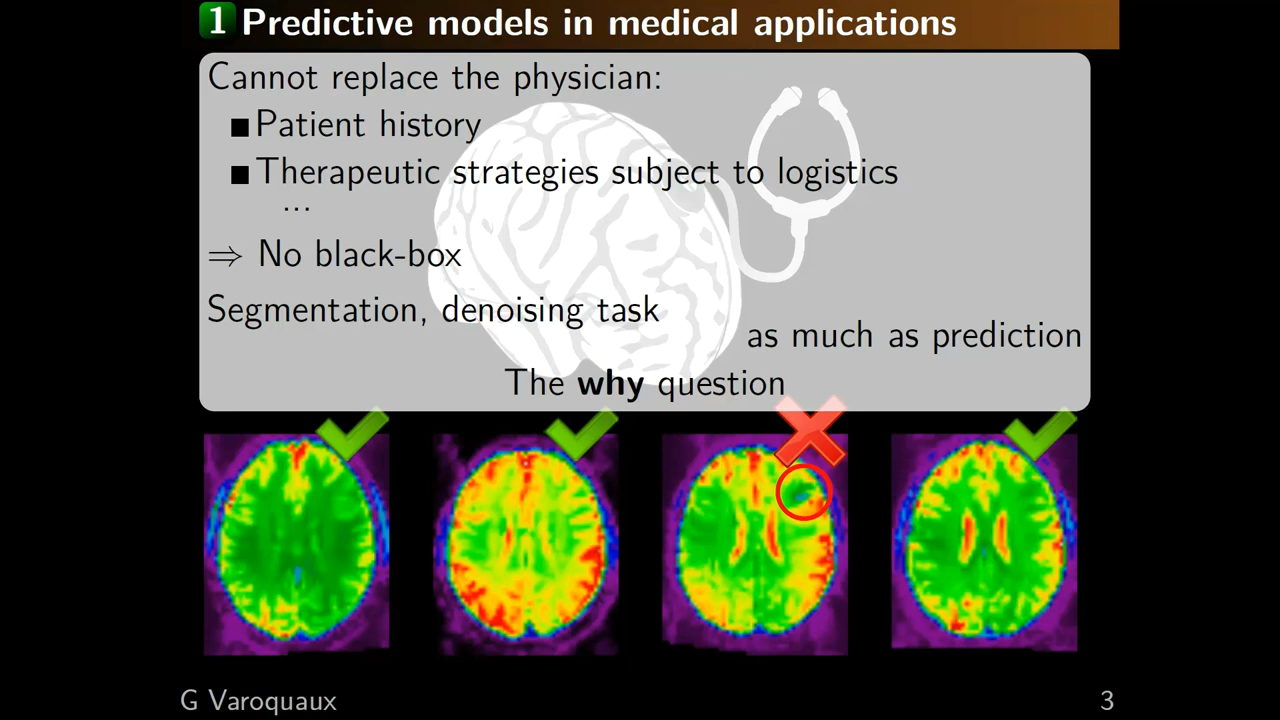 1 Predictive models in medical applications
Cannot replace the physician:
■ Patient history
■ Therapeutic strategies subject to logistics
...
⇒ No black-box
Segmentation, denoising task
as much as prediction
The why question
G Varoquaux
3